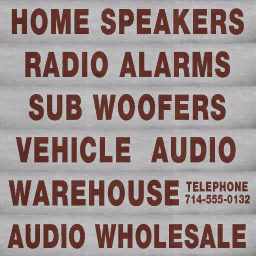 HOME SPEAKERS
RADIO ALARMS
SUB WOOFERS
VEHICLE AUDIO
WAREHOUSE TELEPHONE
714-555-0132
AUDIO WHOLESALE